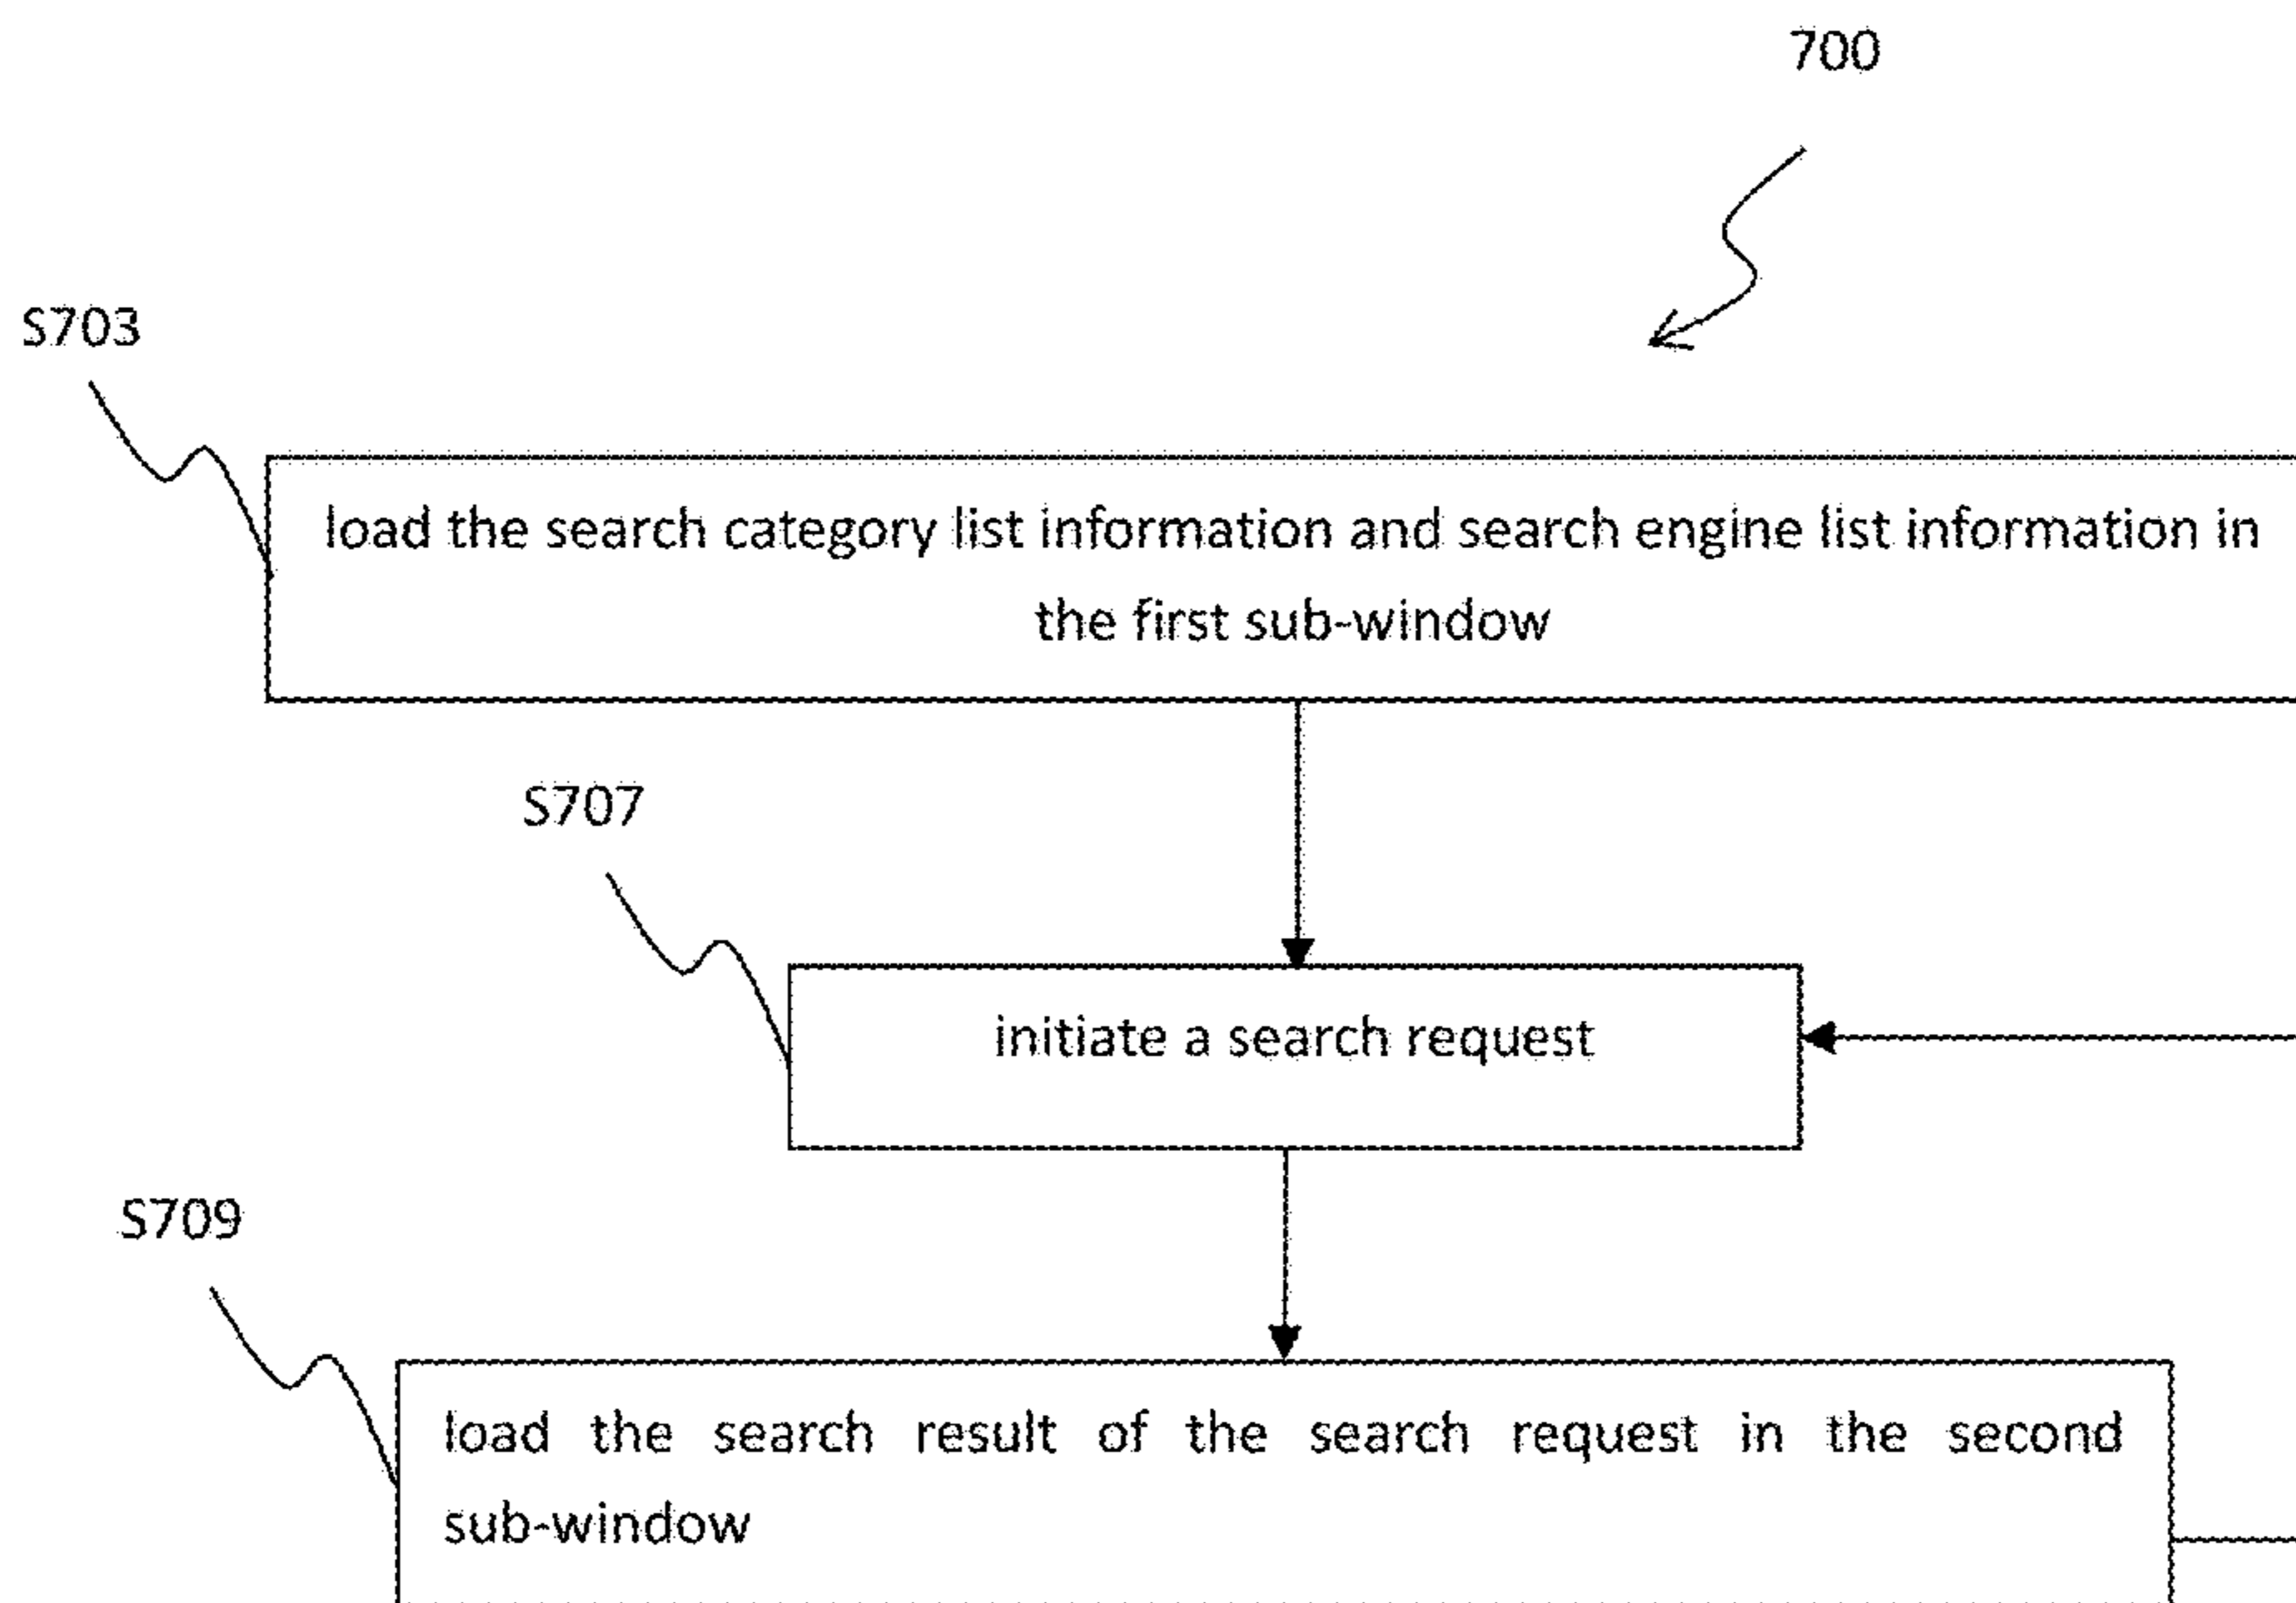 700
S703
load the search category list information and search engine list information in
the first sub-window
S707
initiate a search request
S709
load the search result of the search request in the second
sub-window